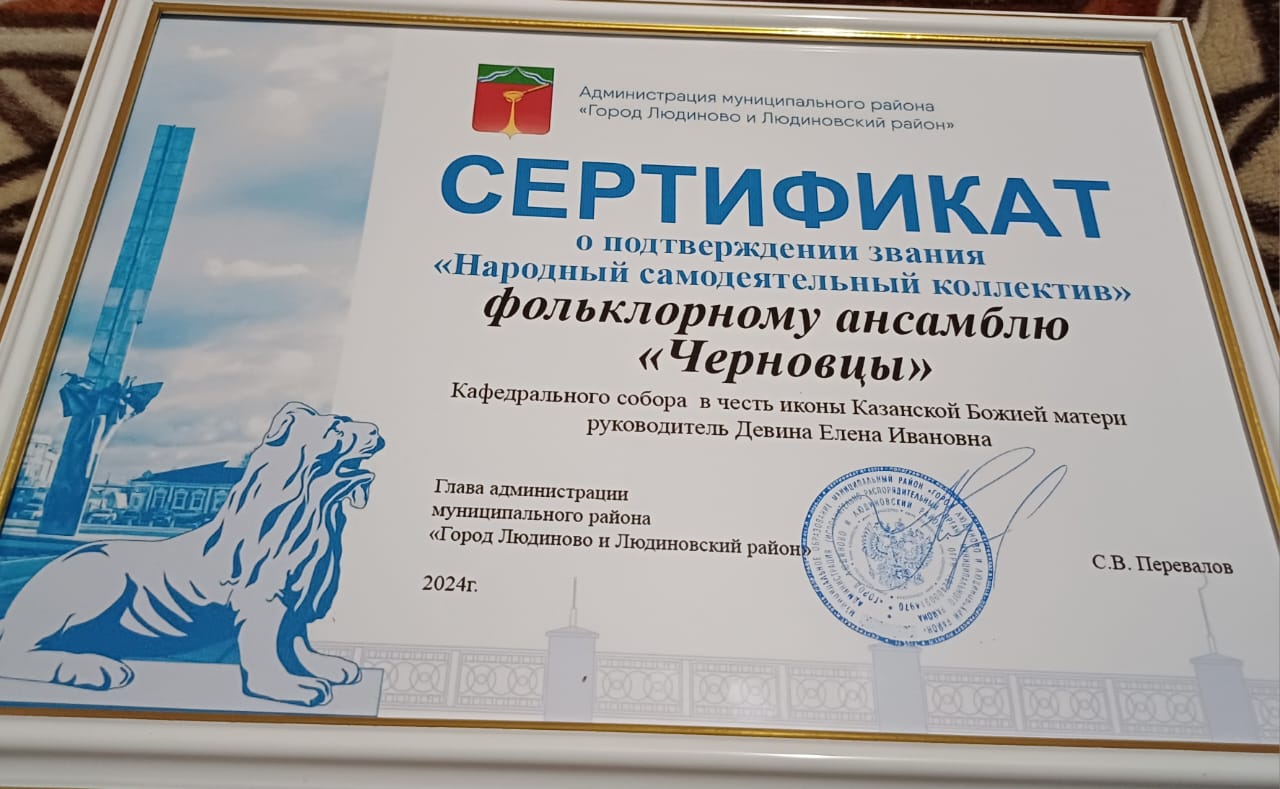 Администрация муниципального района
«Город Людиново и Людиновский район»
СЕРТИФИКАТ
о подтверждении звания
«Народный самодеятельный коллектив»
фольклорному ансамблю
«Черновцы»
Кафедрального собора в честь иконы Казанской Божией матери
руководитель Девина Елена Ивановна
Глава администрации
муниципального района
«Город Людиново и Людиновский район»
С.В. Перевалов
2024г.